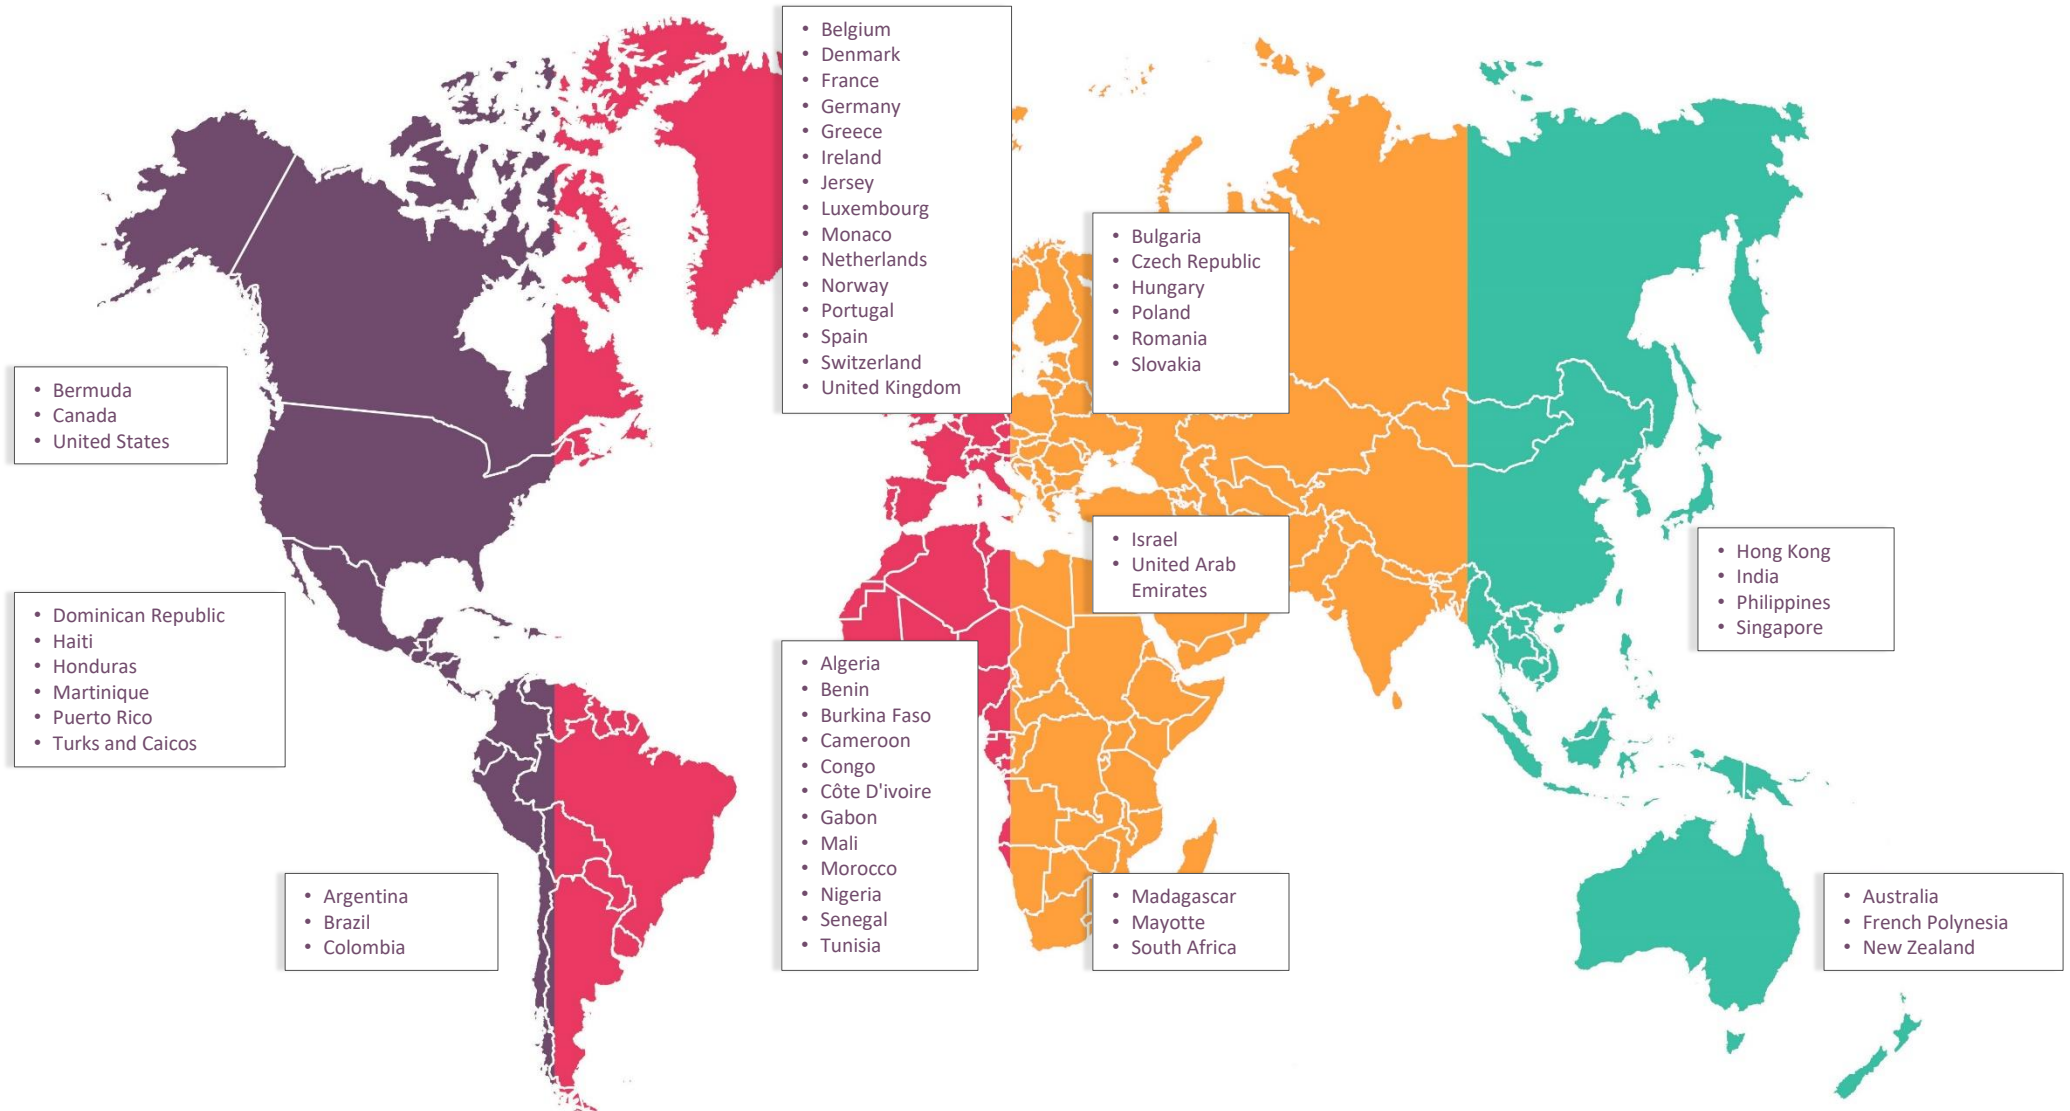 • Belgium
• Denmark
• France
• Germany
• Greece
• Ireland
• Jersey
• Luxembourg
• Monaco
• Netherlands
• Norway
• Portugal
• Spain
• Switzerland
• United Kingdom
• Bulgaria
• Czech Republic
• Hungary
• Poland
• Romania
• Slovakia
• Bermuda
• Canada
• United States
• Israel
• United Arab
Emirates
• Hong Kong
• India
• Philippines
• Singapore
• Dominican Republic
• Haiti
• Honduras
• Martinique
• Puerto Rico
• Turks and Caicos
• Algeria
• Benin
• Burkina Faso
• Cameroon
• Congo
• Côte D'ivoire
• Gabon
• Mali
• Morocco
• Nigeria
• Senegal
• Tunisia
• Argentina
• Brazil
• Colombia
• Madagascar
• Mayotte
• South Africa
• Australia
• French Polynesia
• New Zealand